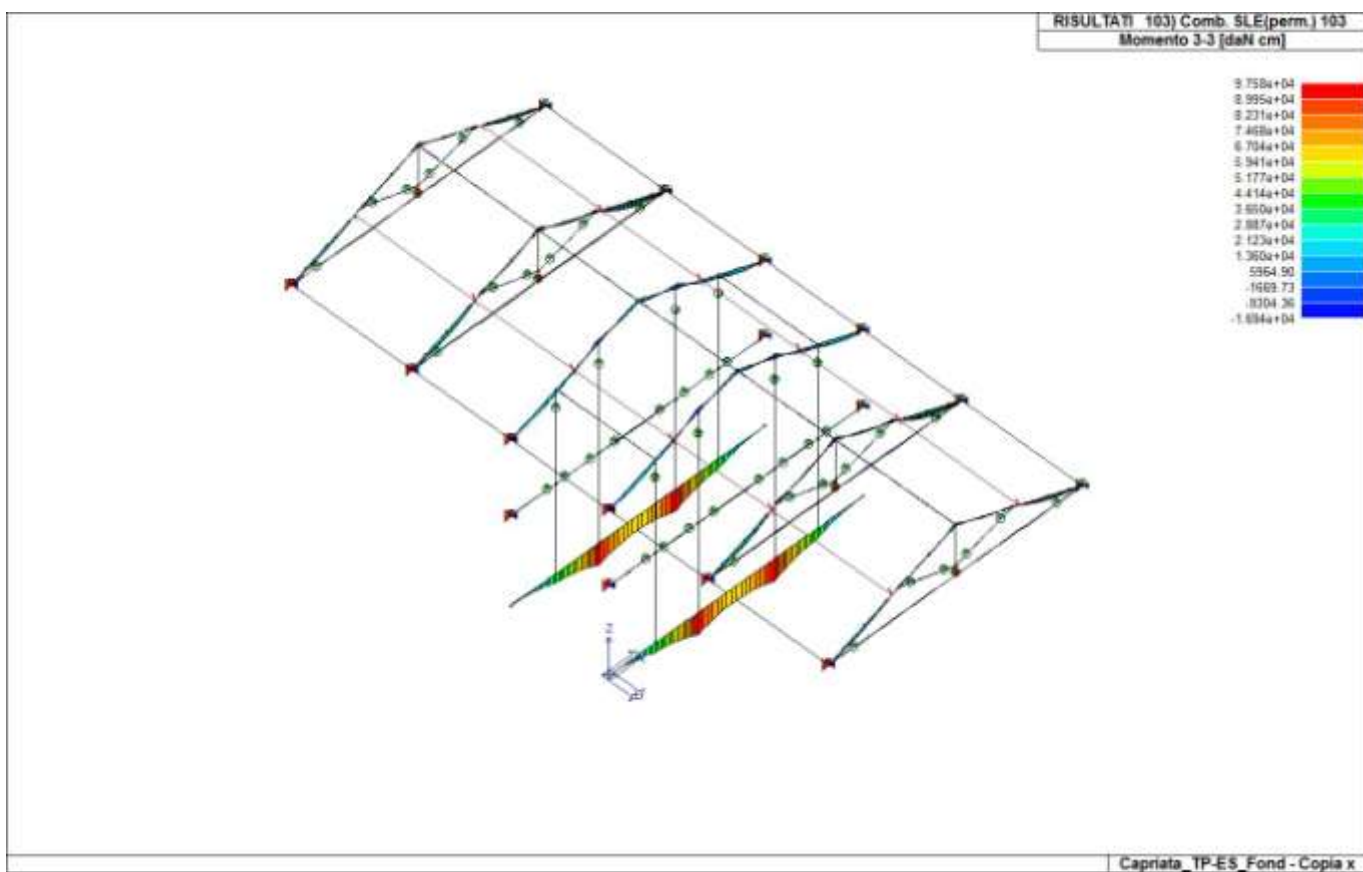 RISULTATI 103) Comb. SLE(perm.) 103
Momento 3-3 [daN cm]
9.758e+04
8.995e+04
8.231e+04
7.468e+04
6.704e+04
5.941e+04
5.177e+04
4.414e+04
3.650e+04
2.887e+04
2.123e+04
1.360e+04
5964.90
-1669.73
-9304.36
-1.694e+04
Capriata_TP-ES_Fond - Copia x